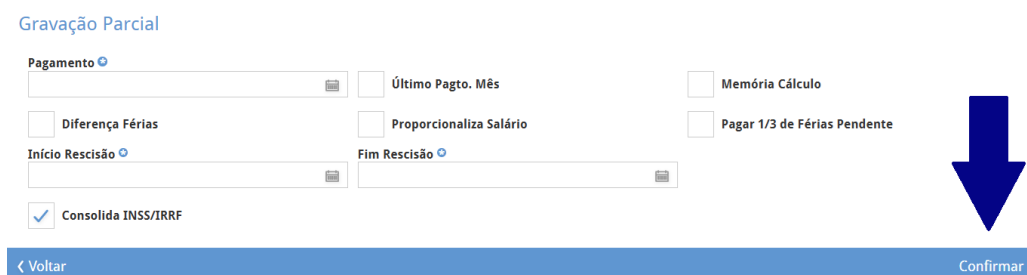 Gravação Parcial
Pagamento
Último Pagto. Mês
Memória Cálculo
Diferença Férias
Proporcionaliza Salário
Pagar 1/3 de Férias Pendente
Início Rescisão
Fim Rescisão
Consolida INSS/IRRF
Voltar
Confirmar